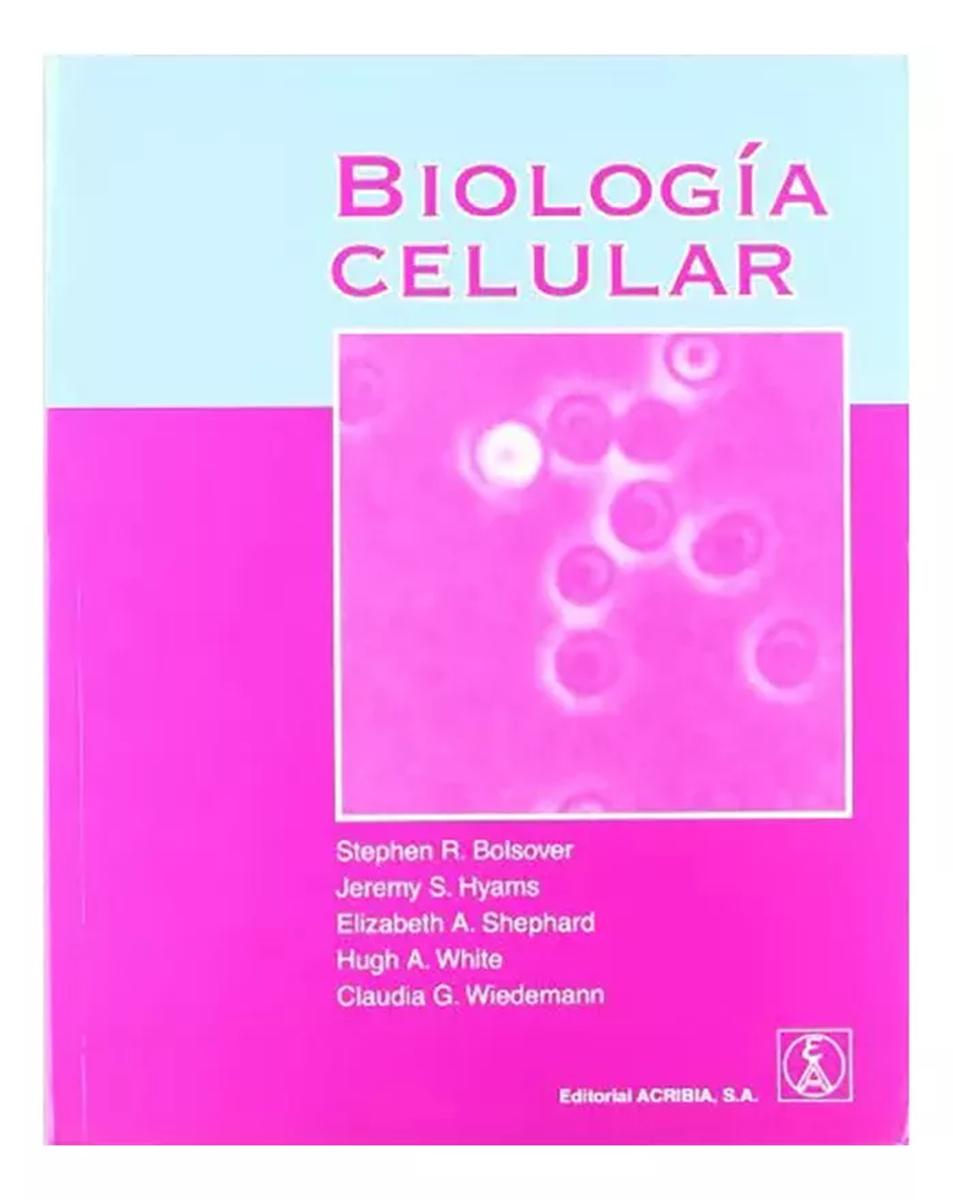 BIOLOGÍA
CELULAR
Stephen R. Bolsover
Jeremy S. Hyams
Elizabeth A. Shephard
Hugh A. White
Claudia G. Wiedemann
Editorial ACRIBIA, S.A.
EA